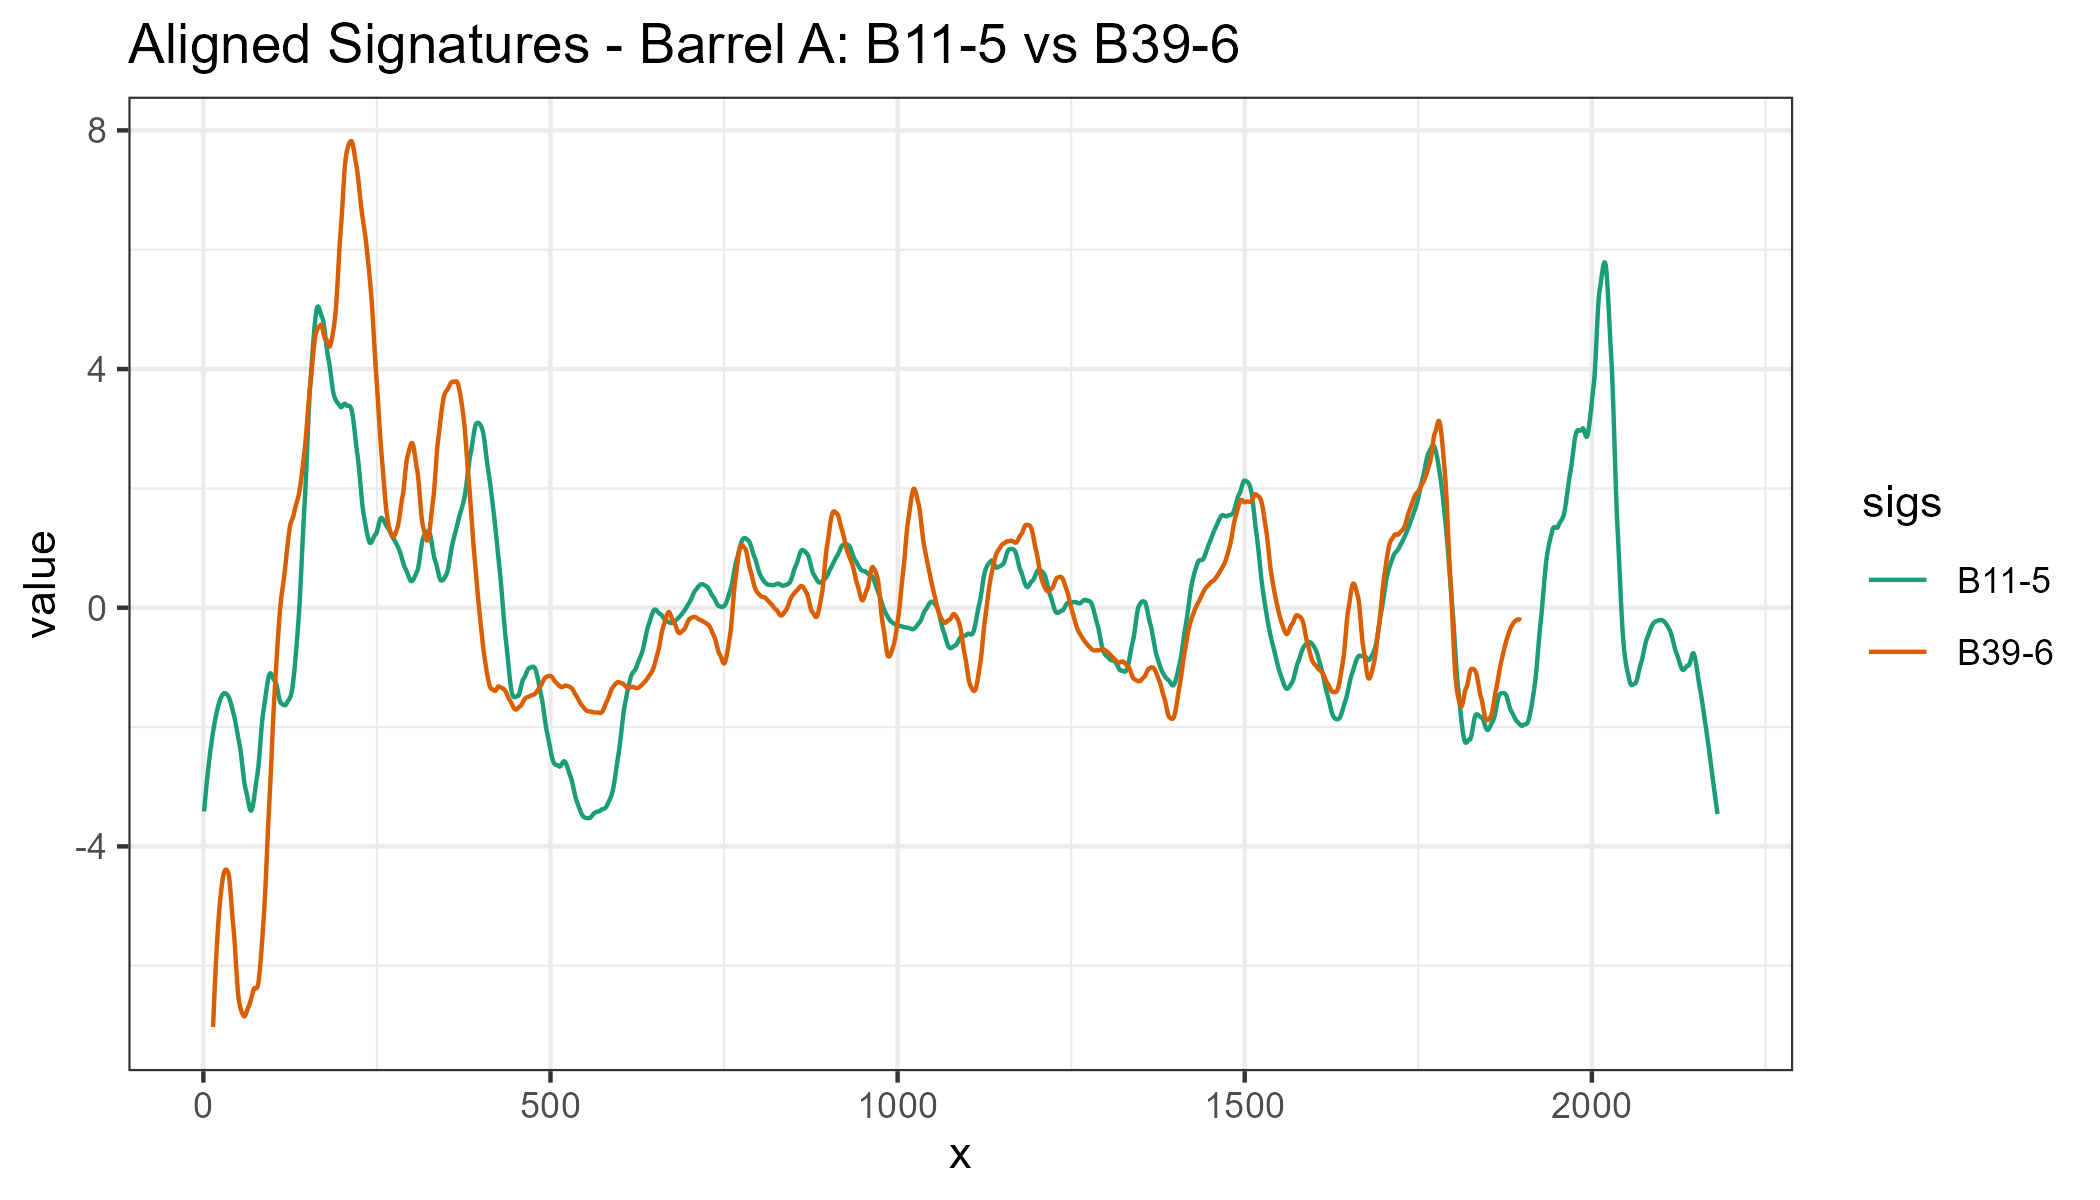 Aligned Signatures - Barrel A: B11-5 vs B39-6
8
4
0
-4
value
0 500 1000 1500 2000
x
sigs
B11-5
B39-6